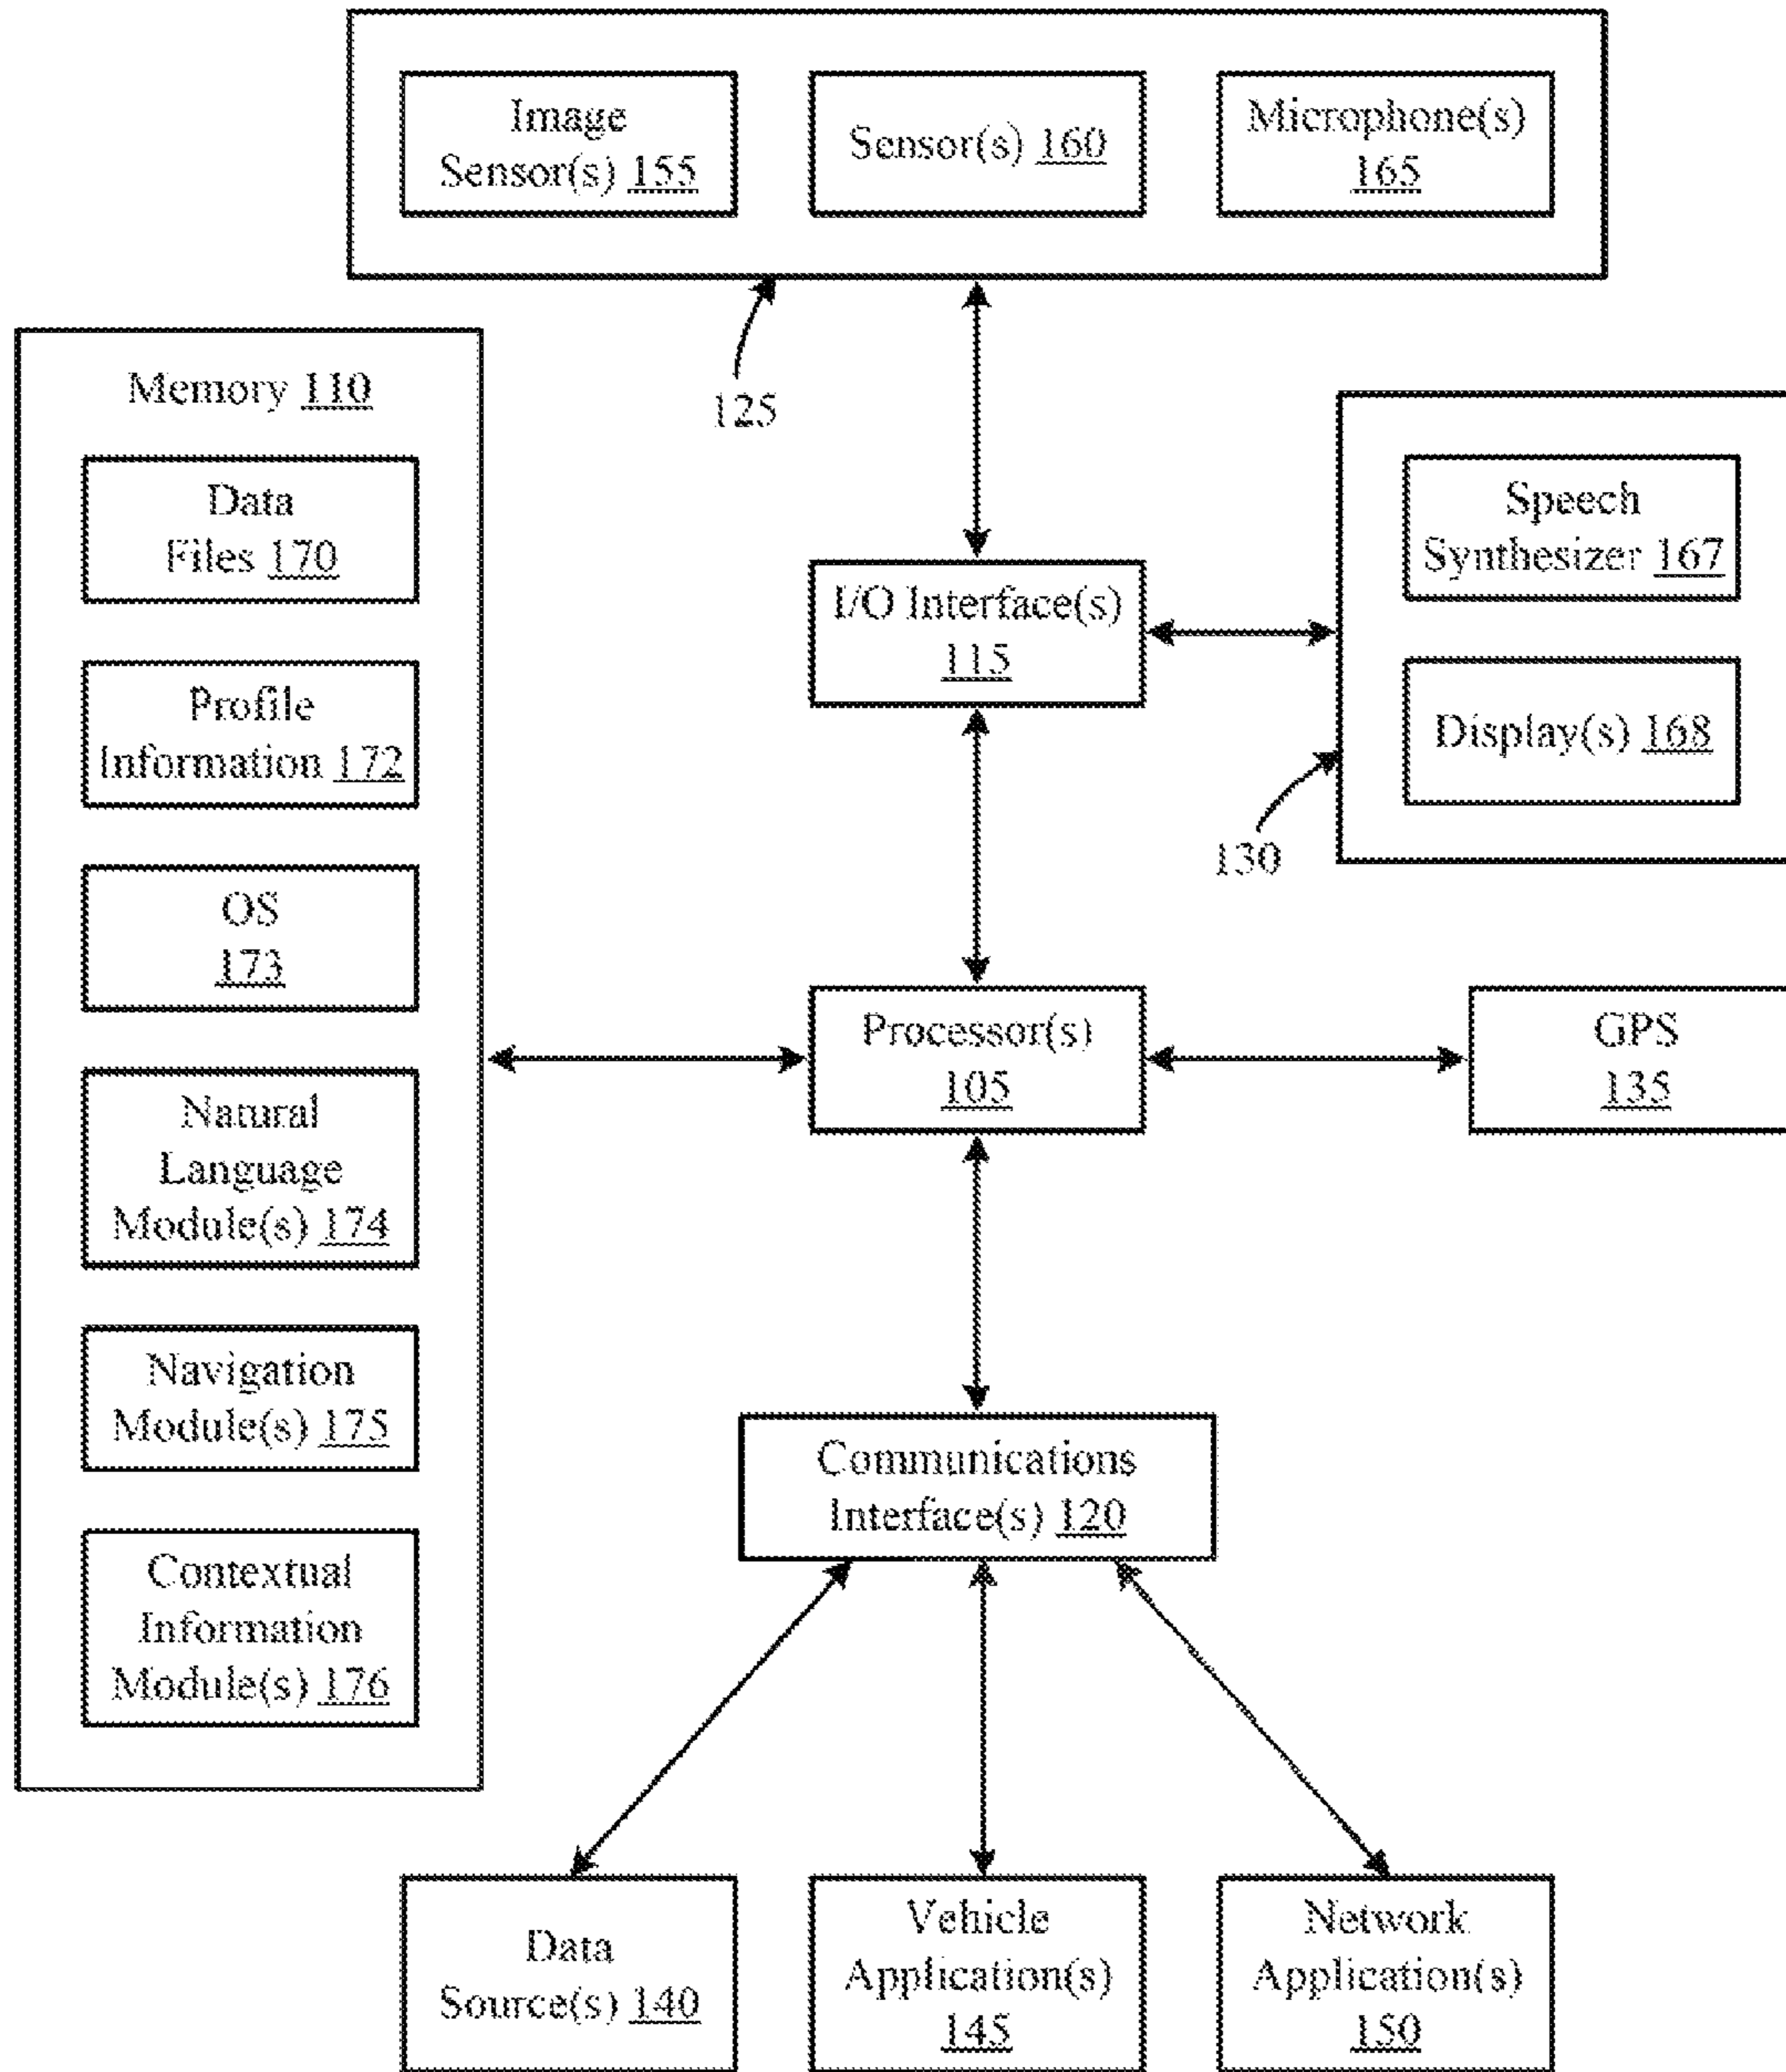 Image
Sensor(s) 155
Sensor(s) 160
Microphone(s)
165
125
Memory 110
Data
Files 170
Profile
Information 172
OS
173
Natural
Language
Module(s) 174
Navigation
Module(s) 175
Contextual
Information
Module(s) 176
I/O Interface(s)
115
Speech
Synthesizer 167
Display(s) 168
130
Processor(s)
105
GPS
135
Communications
Interface(s) 120
Data
Source(s) 140
Vehicle
Application(s)
145
Network
Application(s)
150